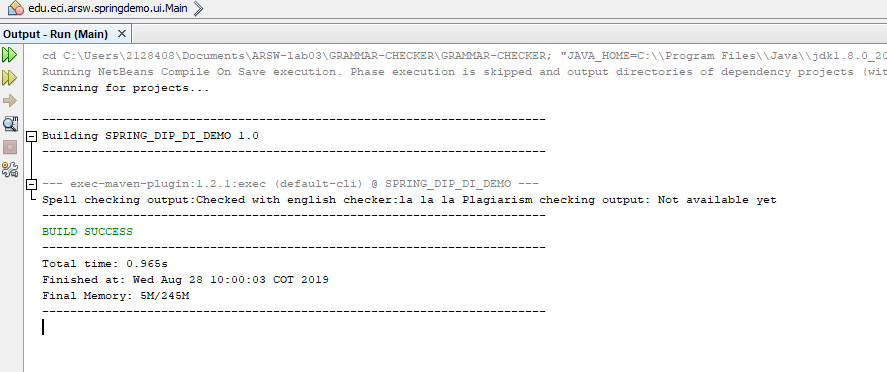 edu.eci.arsw.springdemo.ui.Main
Output - Run (Main) ×
cd C:\Users\2128408\Documents\ARSW-lab03\GRAMMAR-CHECKER\GRAMMAR-CHECKER; "JAVA_HOME=C:\\Program Files\\Java\\jdk1.8.0_20
Running NetBeans Compile On Save execution. Phase execution is skipped and output directories of dependency projects (wit
Scanning for projects...
------------------------------------------------------------------------
Building SPRING_DIP_DI_DEMO 1.0
------------------------------------------------------------------------
--- exec-maven-plugin:1.2.1:exec (default-cli) @ SPRING_DIP_DI_DEMO ---
Spell checking output:Checked with english checker:la la la Plagiarism checking output: Not available yet
------------------------------------------------------------------------
BUILD SUCCESS
------------------------------------------------------------------------
Total time: 0.965s
Finished at: Wed Aug 28 10:00:03 COT 2019
Final Memory: 5M/245M
------------------------------------------------------------------------